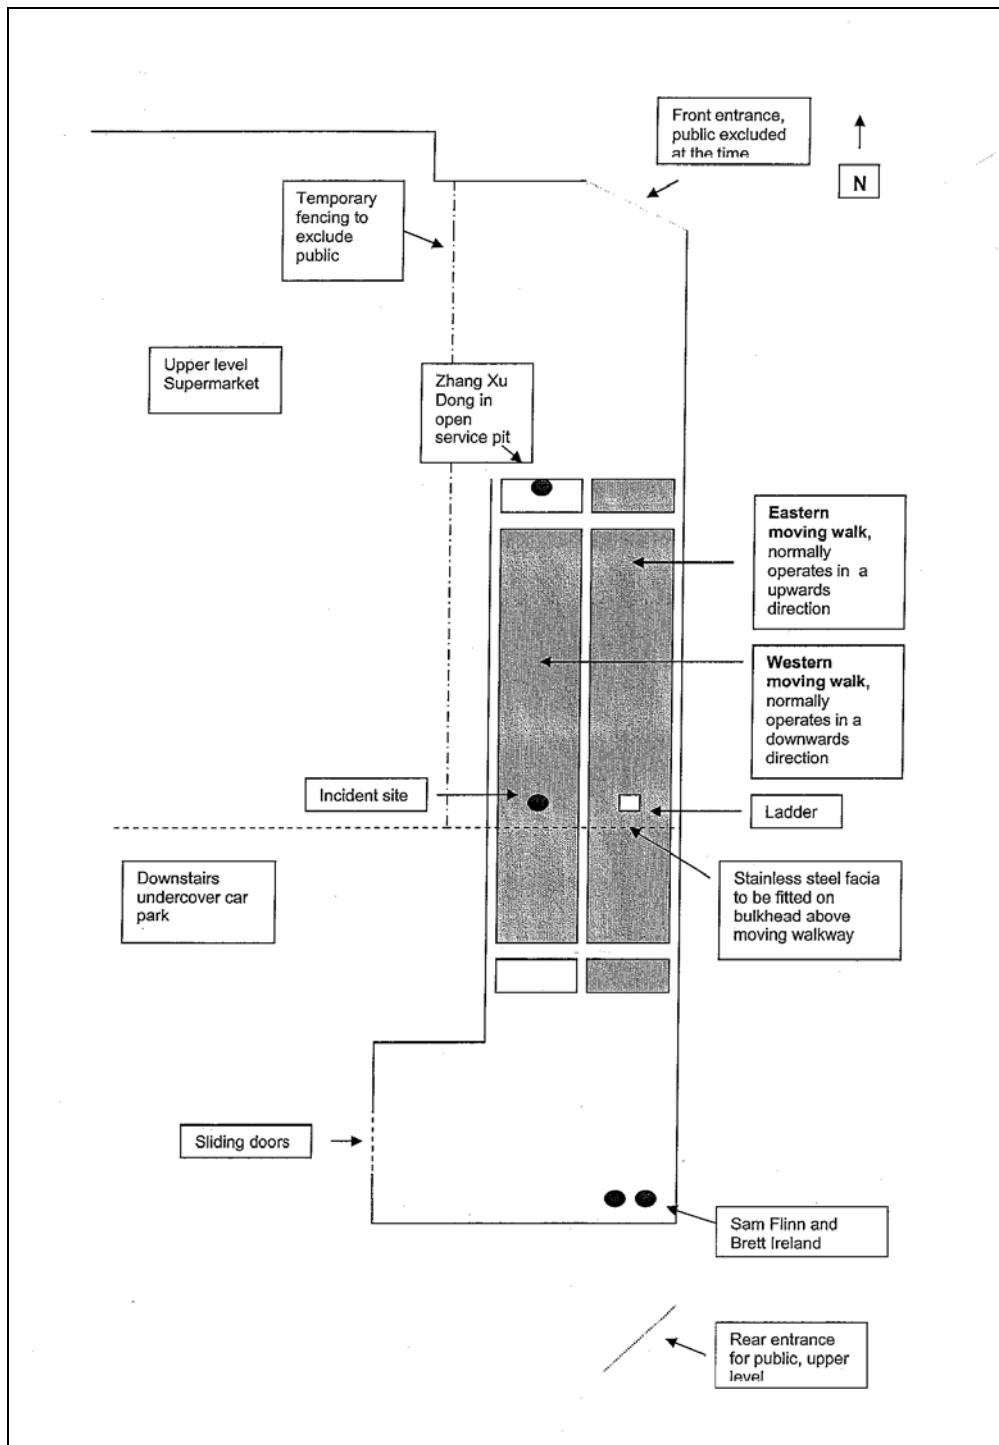 Front entrance,
public excluded
at the time
N
Temporary
fencing to
exclude
public
Upper level
Supermarket
Zhang Xu
Dong in
open
service pit
Eastern
moving walk,
normally
operates in a
upwards
direction
Western
moving walk,
normally
operates in a
downwards
direction
Incident site
Ladder
Downstairs
undercover car
park
Stainless steel facia
to be fitted on
bulkhead above
moving walkway
Sliding doors
Sam Flinn and
Brett Ireland
Rear entrance
for public, upper
level